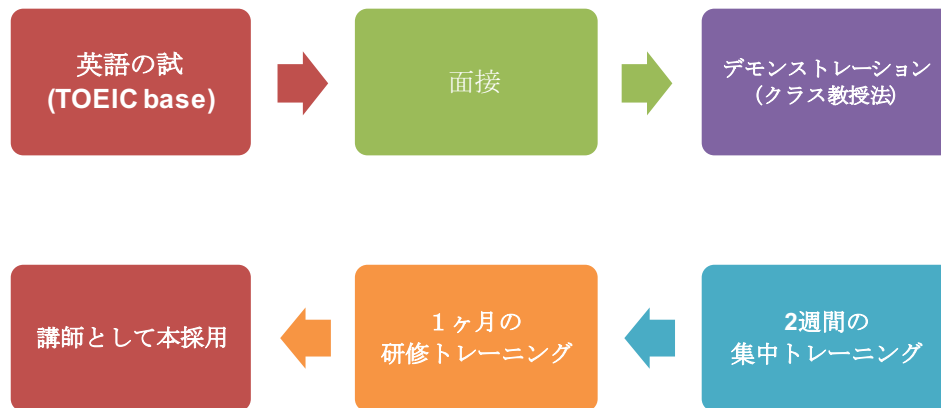 英語の試
(TOEIC base)
面接
デモンストレーション
(クラス教授法)
2週間の
集中トレーニング
１ヶ月の
研修トレーニング
講師として本採用